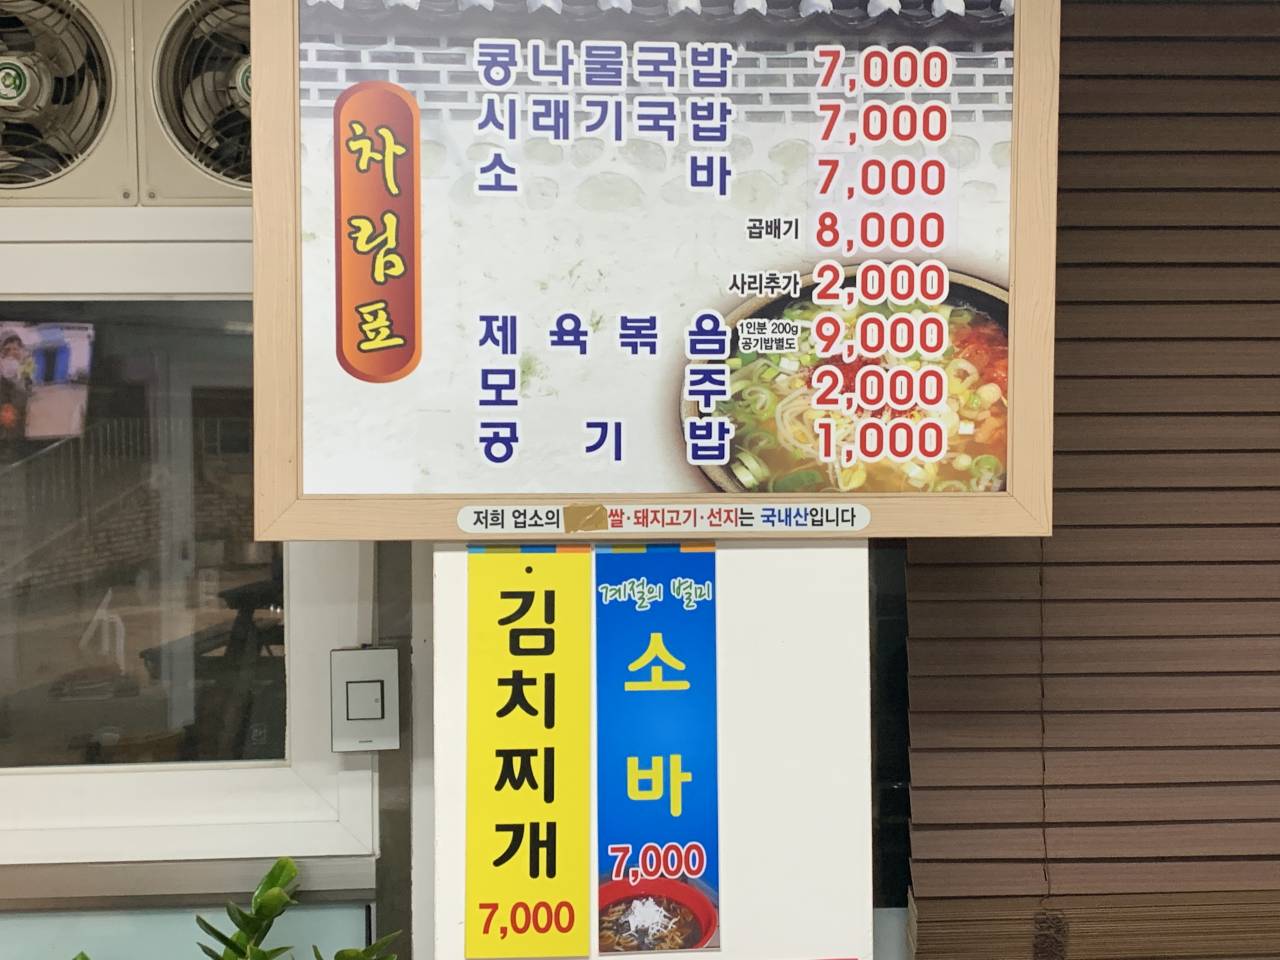 차림표
콩나물국밥 7,000
시래기국밥 7,000
소바 7,000
곱배기 8,000
사리추가 2,000
제육볶음 1인분 200g 공기밥별도 9,000
모주 2,000
공기밥 1,000
저희 업소의 쌀·돼지고기·선지는 국내산입니다
김치찌개
7,000
계절의 별미
소바
7,000